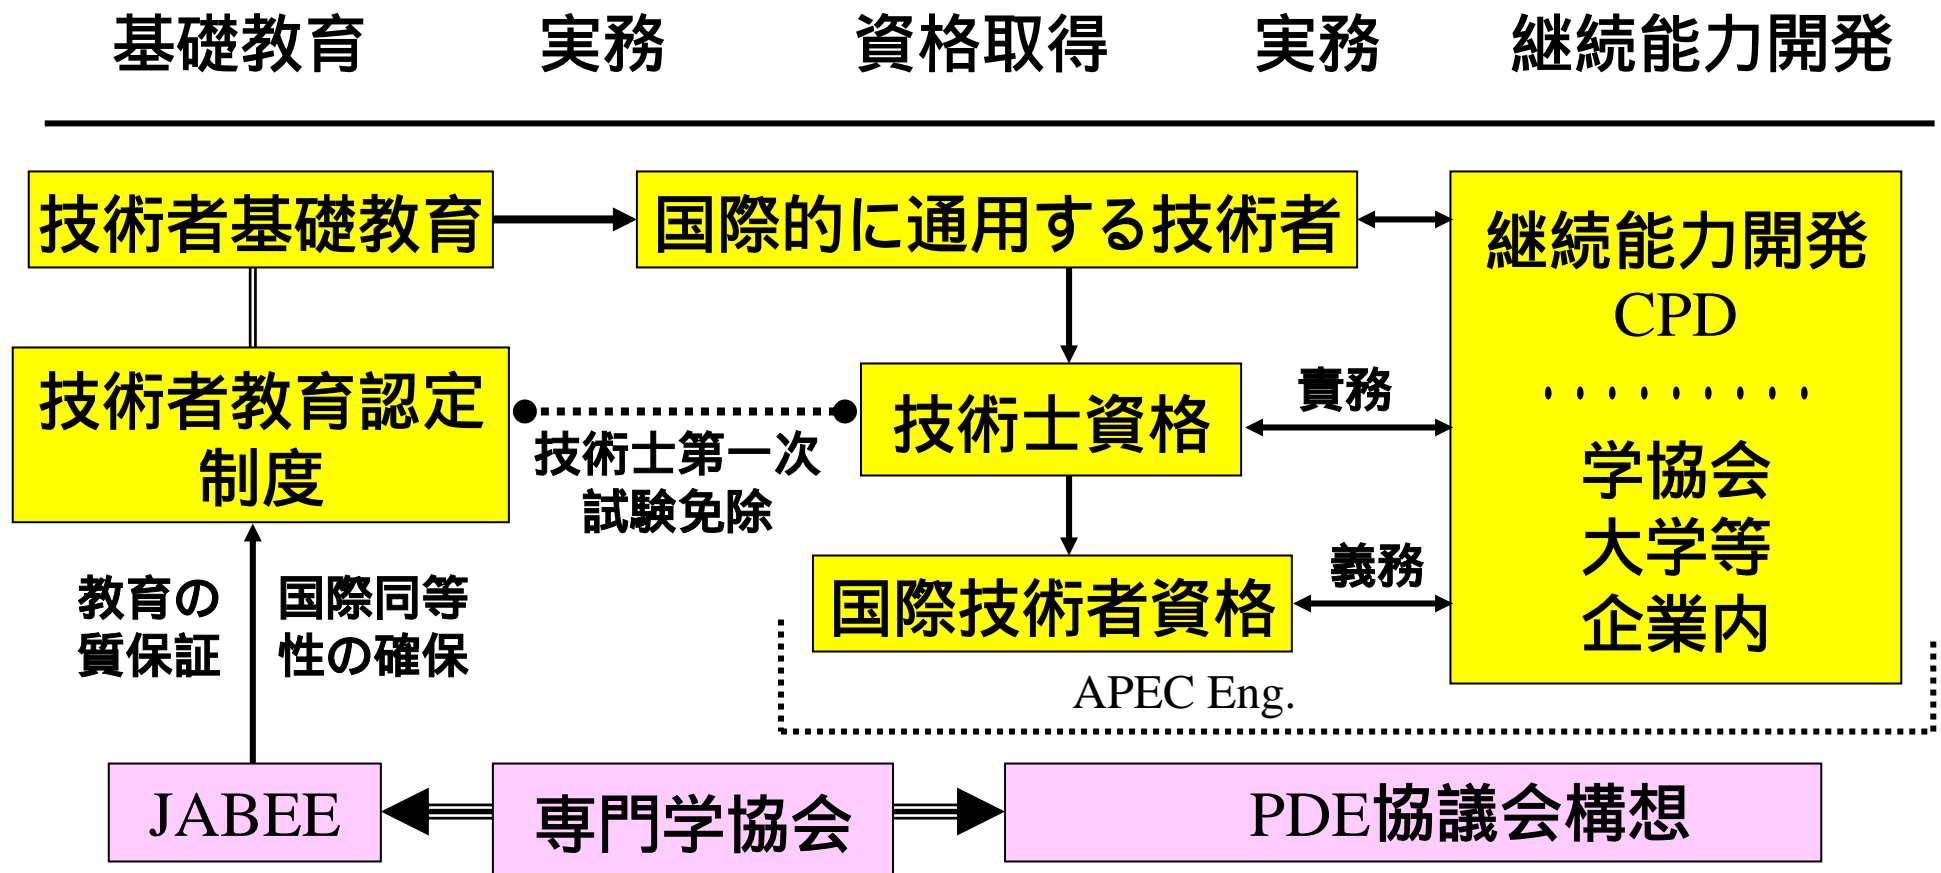 基礎教育 実務 資格取得 実務 継続能力開発
技術者基礎教育
国際的に通用する技術者
継続能力開発
CPD
・・・・・・・・・
学協会
大学等
企業内
技術者教育認定
制度
技術士第一次
試験免除
技術士資格
責務
国際技術者資格
義務
教育の
質保証
国際同等
性の確保
APEC Eng.
JABEE
専門学協会
PDE協議会構想